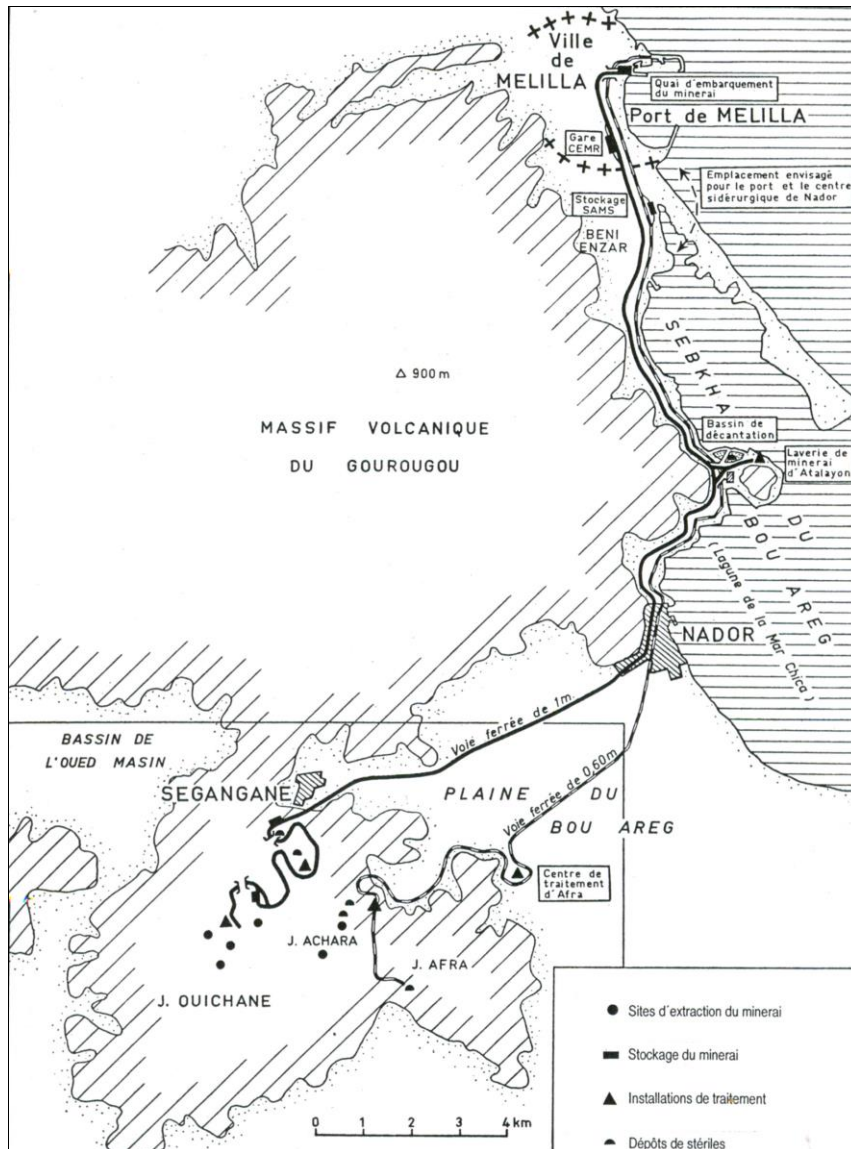 Ville
de
MELILLA
Quai d'embarquement
du minerai
Port de MELILLA
Gare
CEMR
Emplacement envisagé
pour le port et le centre
sidérurgique de Nador
Stockage
SAMS
BENI
ENZAR
SEBKHA
△ 900 m
MASSIF VOLCANIQUE
DU GOUROUGOU
Bassin de
décantation
Laverie de
minerai
d'Atalayon
DU
BOU AREG
(Lagune de la Mar Chica)
NADOR
Voie ferrée de 1m.
BASSIN DE
L'OUED MASIN
SEGANGANE
Voie ferrée de 0,60m
PLAINE DU
BOU AREG
Centre de
traitement
d'Afra
J. ACHARA
J. AFRA
J. OUICHANE
Sites d'extraction du minerai
Stockage du minerai
Installations de traitement
Dépôts de stériles
0 1 2 3 4 km